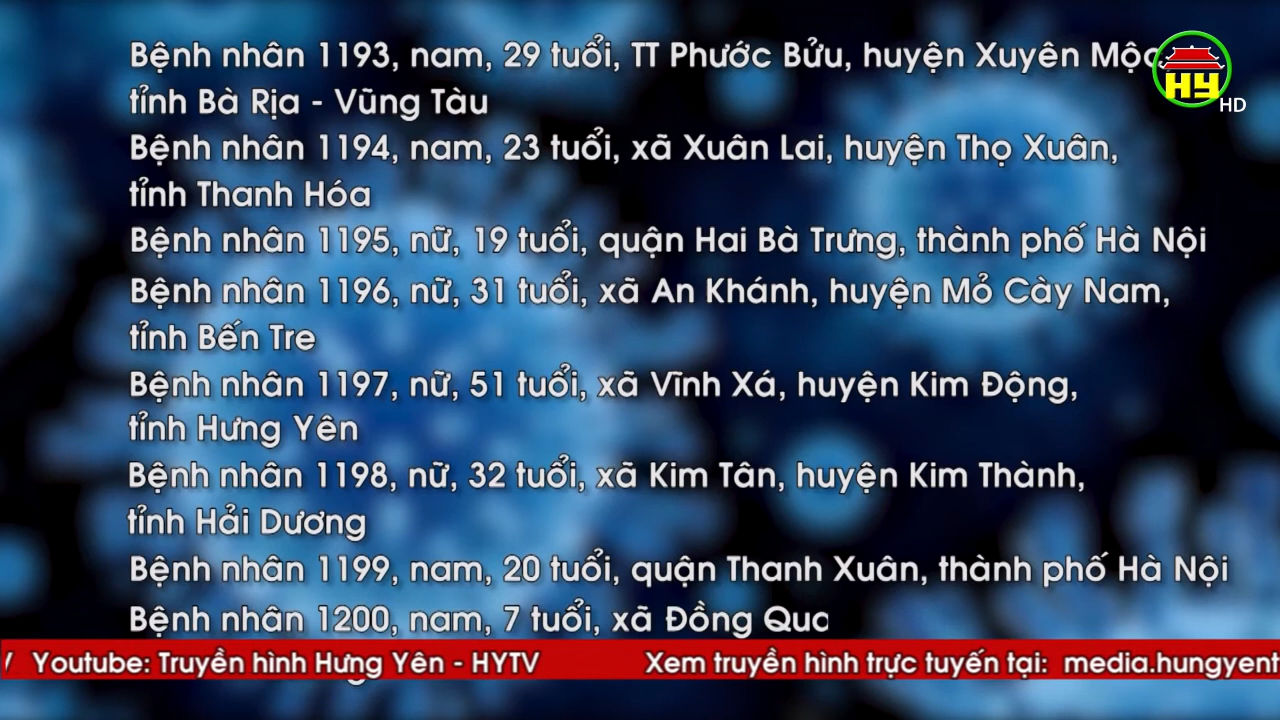 Bệnh nhân 1193, nam, 29 tuổi, TT Phước Bửu, huyện Xuyên Mộc,
tỉnh Bà Rịa - Vũng Tàu
HY
HD
Bệnh nhân 1194, nam, 23 tuổi, xã Xuân Lai, huyện Thọ Xuân,
tỉnh Thanh Hóa
Bệnh nhân 1195, nữ, 19 tuổi, quận Hai Bà Trưng, thành phố Hà Nội
Bệnh nhân 1196, nữ, 31 tuổi, xã An Khánh, huyện Mỏ Cày Nam,
tỉnh Bến Tre
Bệnh nhân 1197, nữ, 51 tuổi, xã Vĩnh Xá, huyện Kim Động,
tỉnh Hưng Yên
Bệnh nhân 1198, nữ, 32 tuổi, xã Kim Tân, huyện Kim Thành,
tỉnh Hải Dương
Bệnh nhân 1199, nam, 20 tuổi, quận Thanh Xuân, thành phố Hà Nội
Bệnh nhân 1200, nam, 7 tuổi, xã Đồng
Youtube: Truyền hình Hưng Yên - HYTV Xem truyền hình trực tuyến tại: media.hungyent